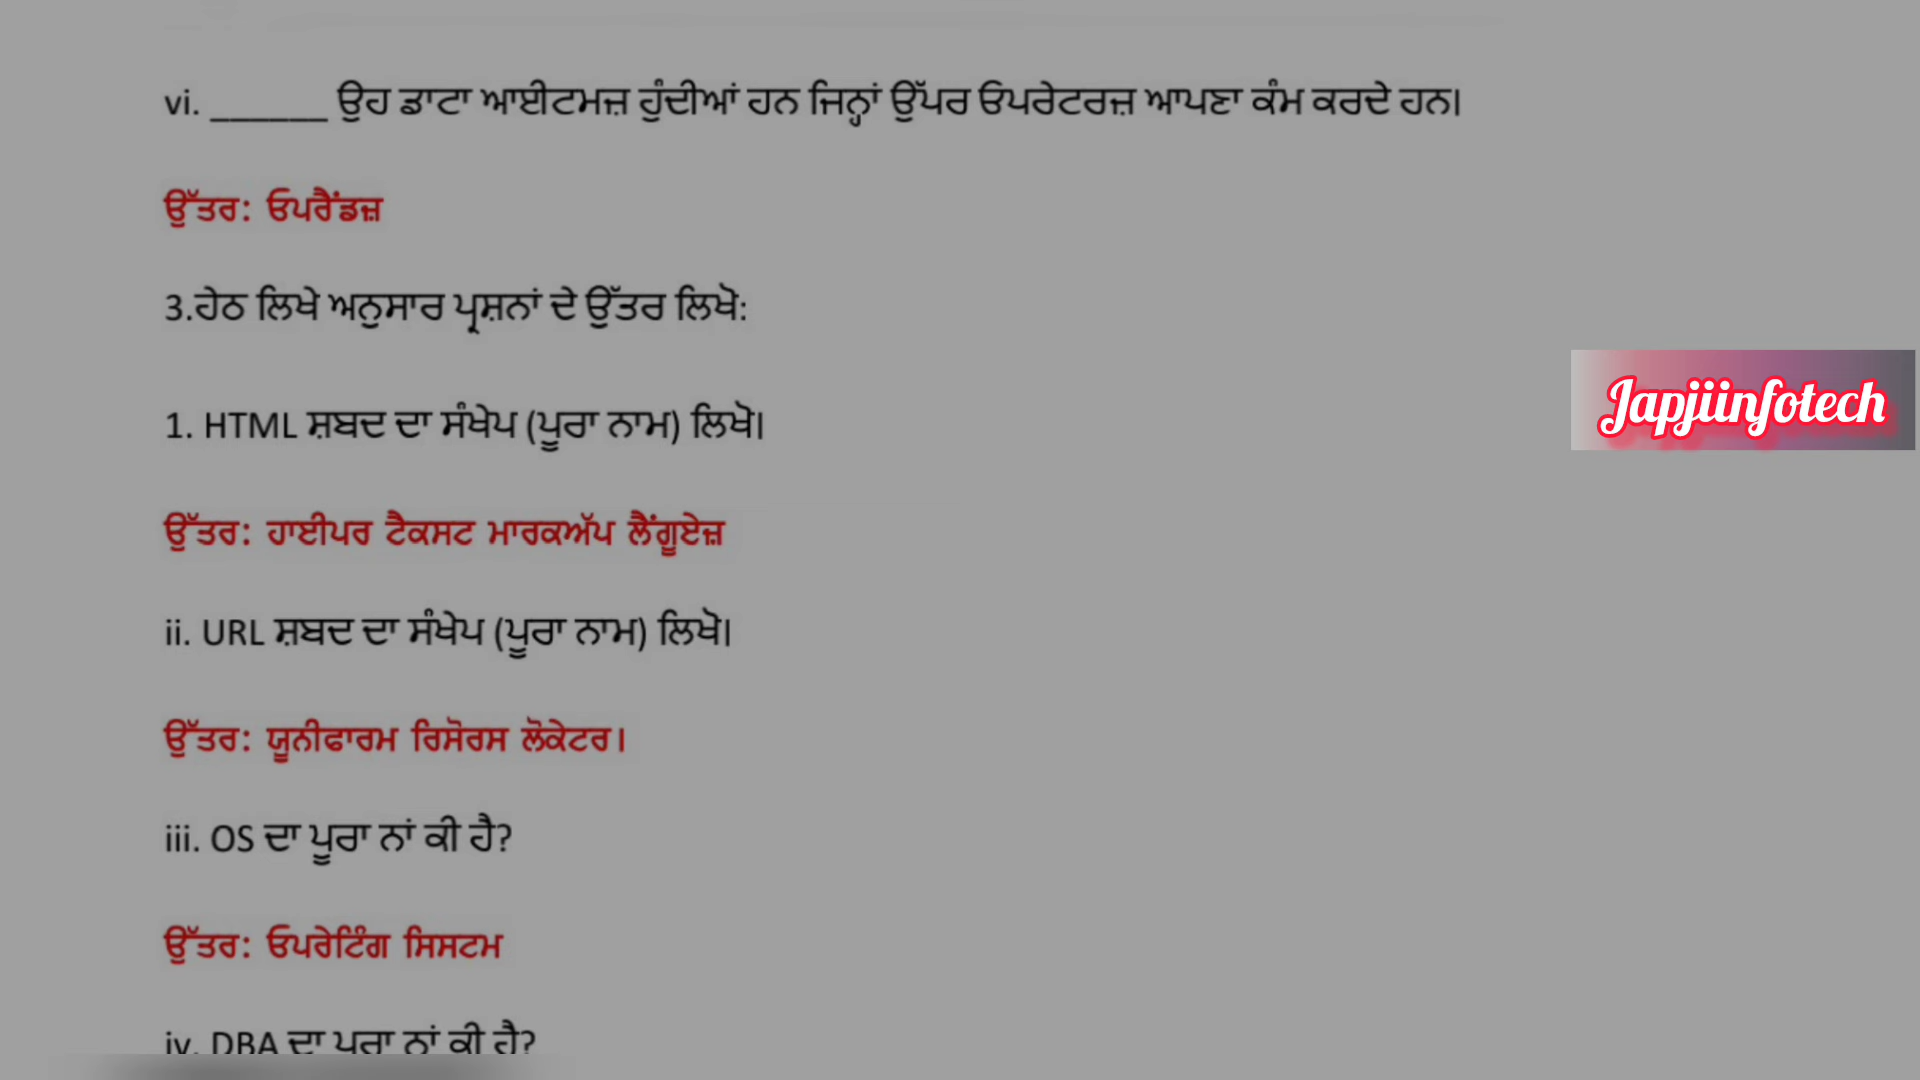 vi. ______ ਉਹ ਡਾਟਾ ਆਈਟਮਜ਼ ਹੁੰਦੀਆਂ ਹਨ ਜਿਨ੍ਹਾਂ ਉੱਪਰ ਓਪਰੇਟਰਜ਼ ਆਪਣਾ ਕੰਮ ਕਰਦੇ ਹਨ।
ਉੱਤਰ: ਓਪਰੈਂਡਜ਼
3.ਹੇਠ ਲਿਖੇ ਅਨੁਸਾਰ ਪ੍ਰਸ਼ਨਾਂ ਦੇ ਉੱਤਰ ਲਿਖੋ:
1. HTML ਸ਼ਬਦ ਦਾ ਸੰਖੇਪ (ਪੂਰਾ ਨਾਮ) ਲਿਖੋ।
Japjiiinfotech
ਉੱਤਰ: ਹਾਈਪਰ ਟੈਕਸਟ ਮਾਰਕਅੱਪ ਲੈਂਗੂਏਜ਼
ii. URL ਸ਼ਬਦ ਦਾ ਸੰਖੇਪ (ਪੂਰਾ ਨਾਮ) ਲਿਖੋ।
ਉੱਤਰ: ਯੂਨੀਫਾਰਮ ਰਿਸੋਰਸ ਲੋਕੇਟਰ।
iii. OS ਦਾ ਪੂਰਾ ਨਾਂ ਕੀ ਹੈ?
ਉੱਤਰ: ਓਪਰੇਟਿੰਗ ਸਿਸਟਮ
iv. DBA ਦਾ ਪੂਰਾ ਨਾਂ ਕੀ ਹੈ?